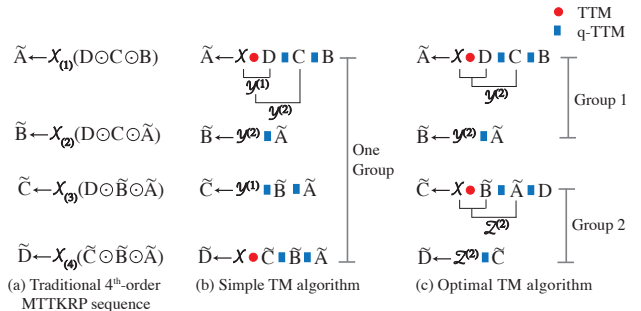 ● TTM
■ q-TTM
Ã←X₍₁₎(D⊙C⊙B)
Ã←X ● D ■ C ■ B
Ã←X ● D ■ C ■ B
𝒴⁽¹⁾
𝒴⁽²⁾
𝒴⁽²⁾
Group 1
B̃←X₍₂₎(D⊙C⊙Ã)
B̃←𝒴⁽²⁾ ■ Ã
B̃←𝒴⁽²⁾ ■ Ã
One
Group
C̃←X₍₃₎(D⊙B̃⊙Ã)
C̃←𝒴⁽¹⁾ ■ B̃ ■ Ã
C̃←X ● B̃ ■ Ã ■ D
𝒵⁽²⁾
Group 2
D̃←X₍₄₎(C̃⊙B̃⊙Ã)
D̃←X ● C̃ ■ B̃ ■ Ã
D̃←𝒵⁽²⁾ ■ C̃
(a) Traditional 4ᵗʰ-order
MTTKRP sequence
(b) Simple TM algorithm
(c) Optimal TM algorithm